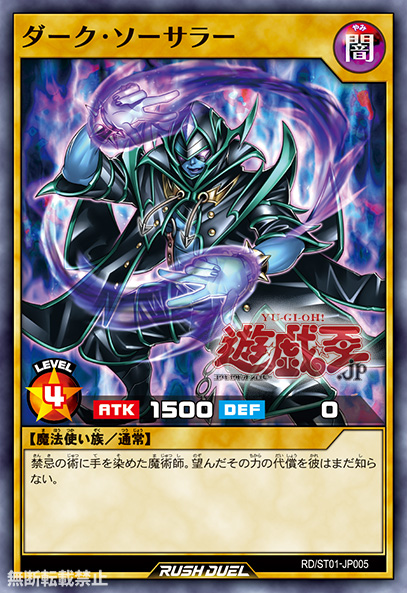 ダーク・ソーサラー
やみ
闇
YU-GI-OH!
遊戯王
.JP
LEVEL
4
ATK 1500 DEF 0
【魔法使い族/通常】
禁忌の術に手を染めた魔術師。望んだその力の代償を彼はまだ知ら
ない。
RD/ST01-JP005
無断転載禁止
RUSH DUEL